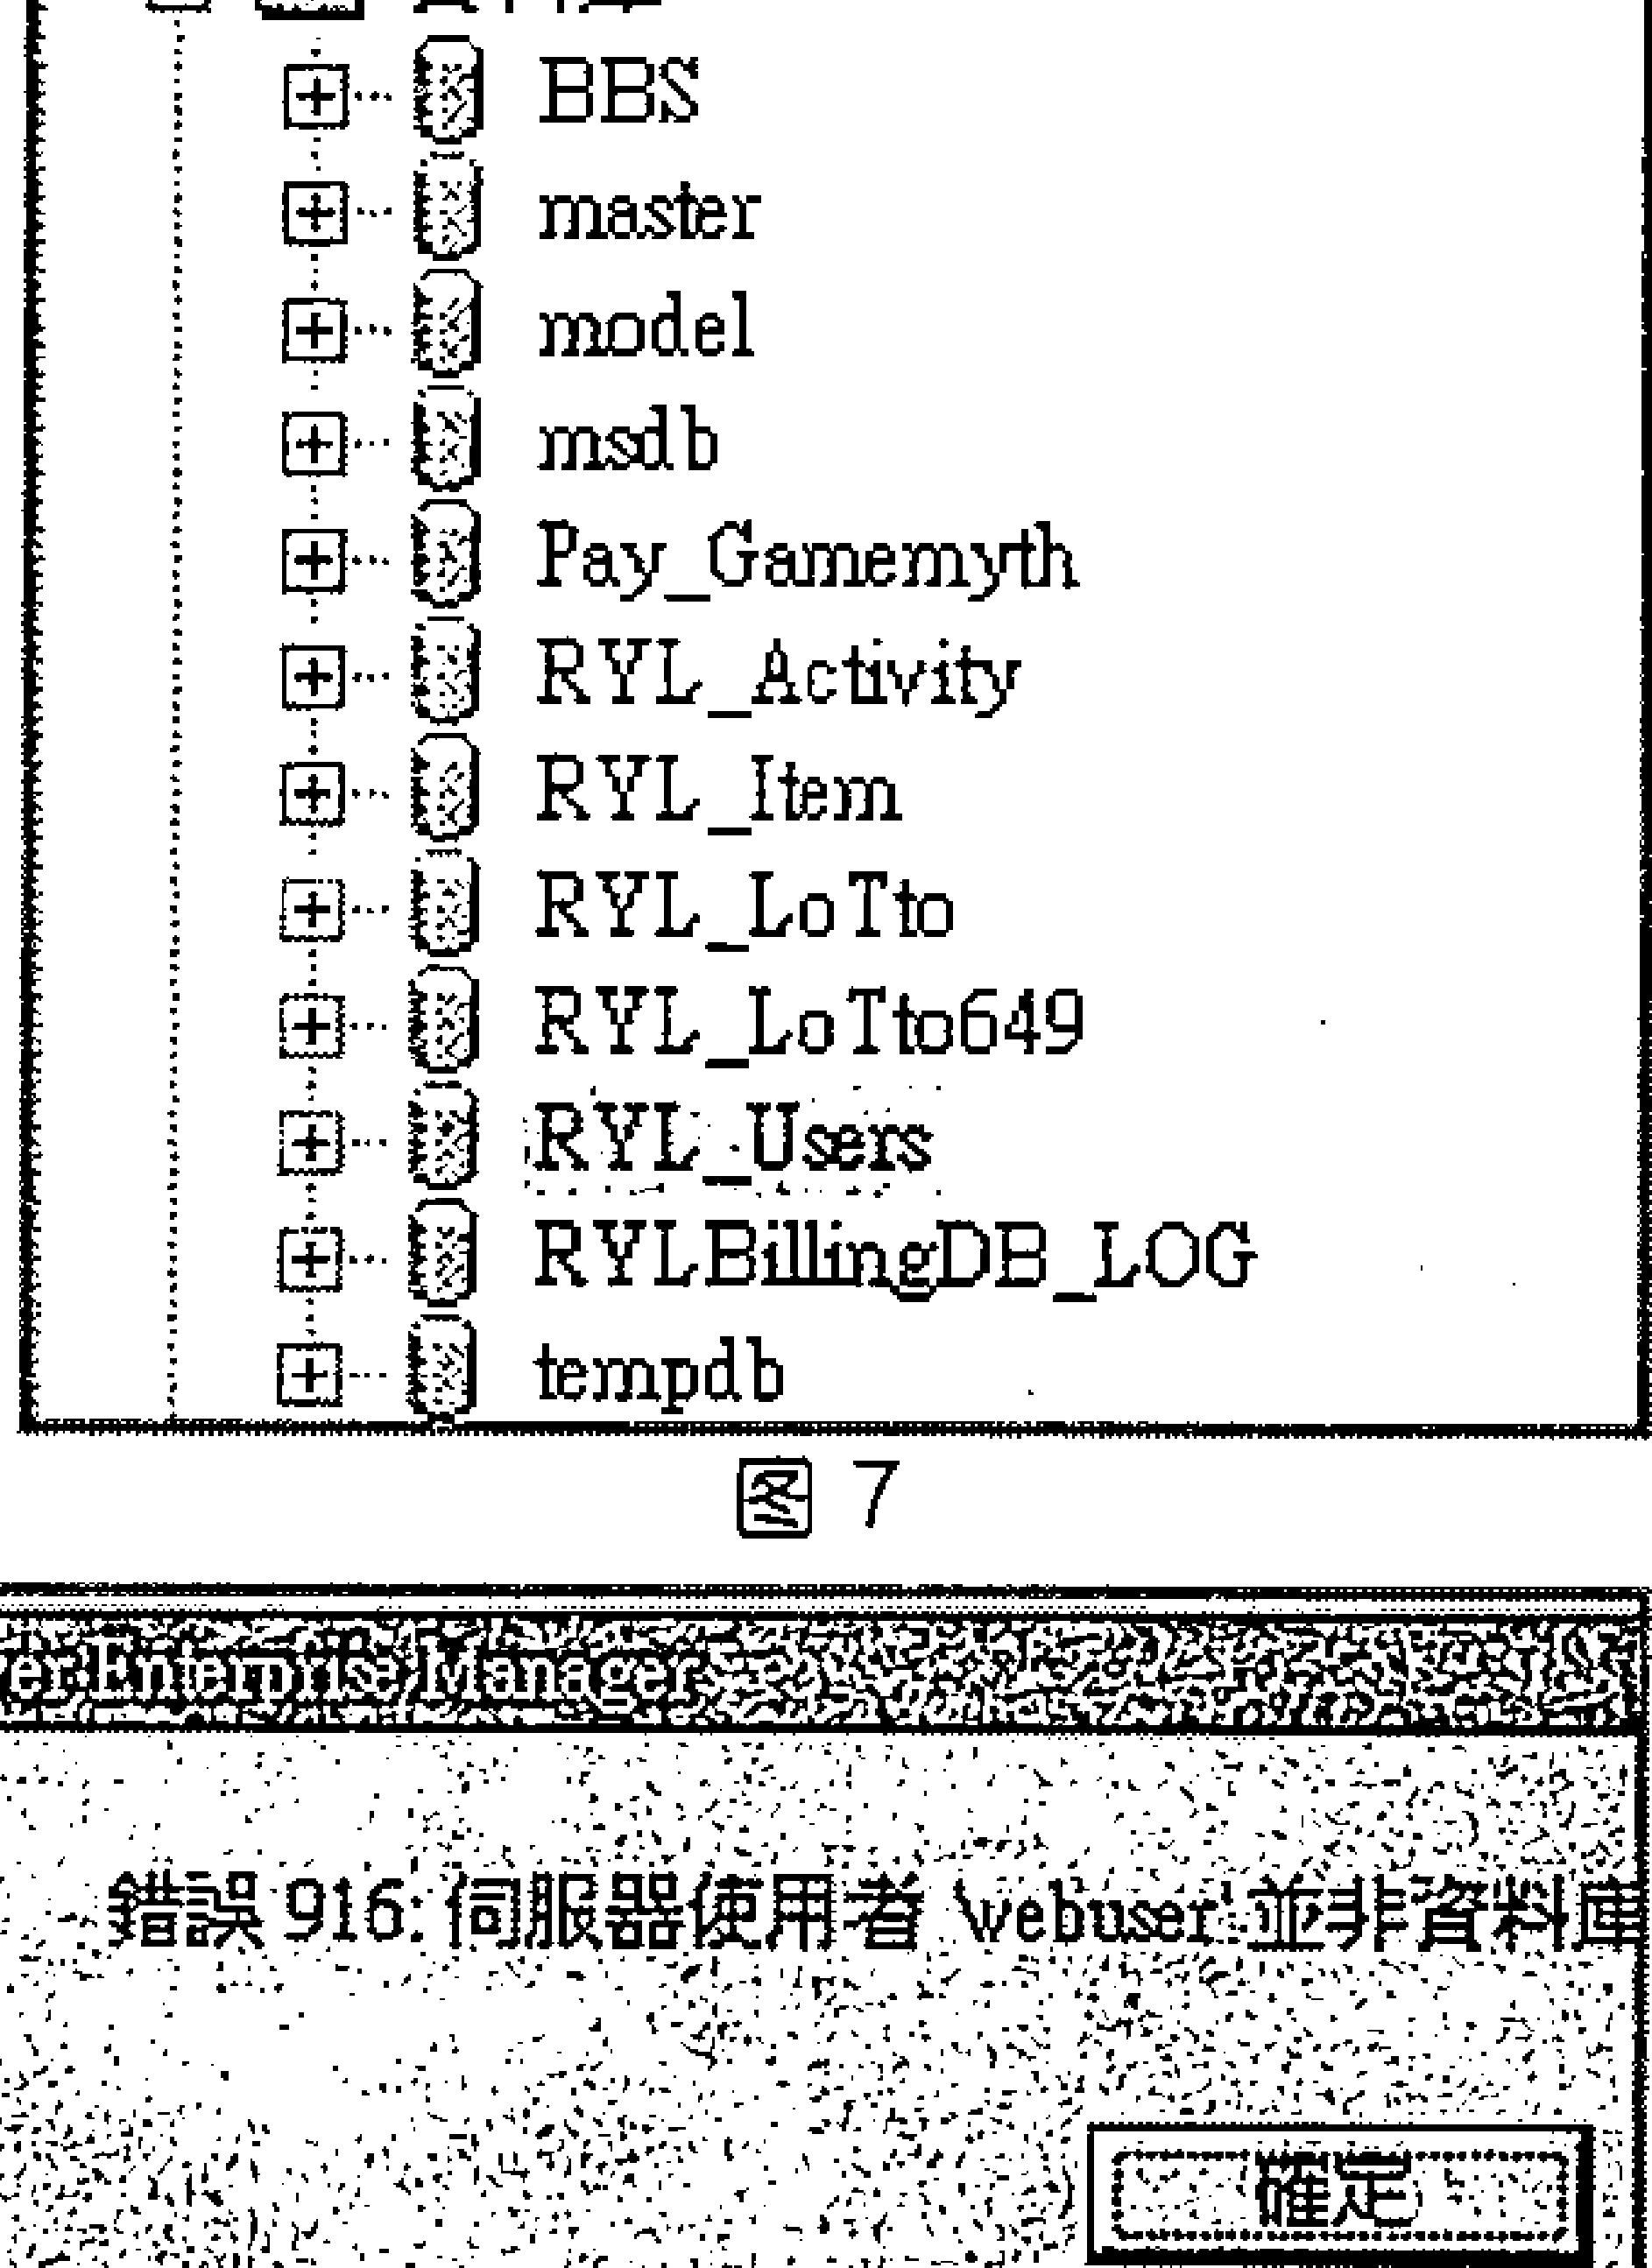 BBS
master
model
msdb
Pay_Gamemyth
RYL_Activity
RYL_Item
RYL_LoTto
RYL_LoTto649
RYL_Users
RYLBillingDB_LOG
tempdb
图 7
er Enterprise Manager
錯誤 916: 伺服器使用者 'webuser' 並非資料庫
確定